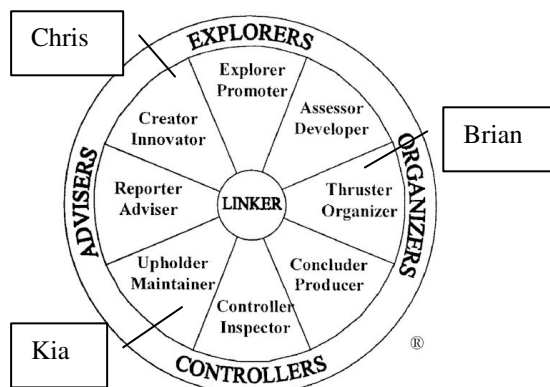 Chris
EXPLORERS
Explorer
Promoter
Creator
Innovator
Assessor
Developer
Brian
ADVISERS
ORGANIZERS
Reporter
Adviser
LINKER
Thruster
Organizer
Upholder
Maintainer
Concluder
Producer
Controller
Inspector
Kia
CONTROLLERS
®